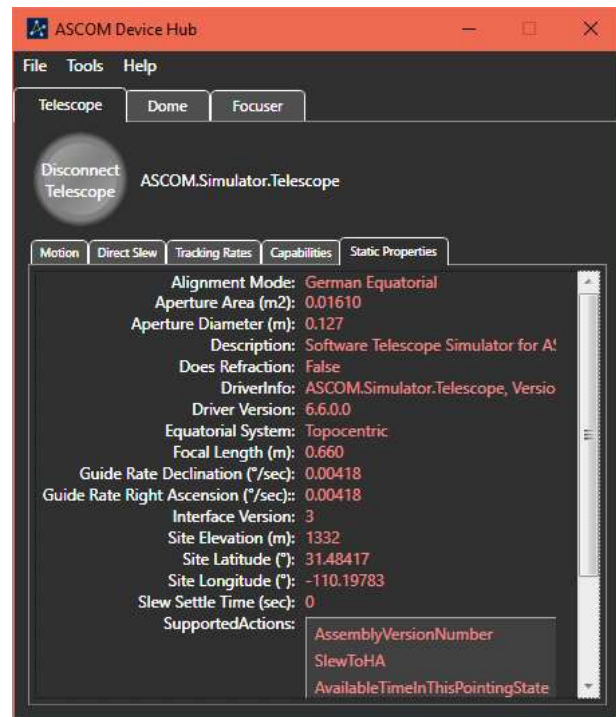 ASCOM Device Hub
File Tools Help
Telescope Dome Focuser
Disconnect
Telescope
ASCOM.Simulator.Telescope
Motion Direct Slew Tracking Rates Capabilities Static Properties
Alignment Mode: German Equatorial
Aperture Area (m2): 0.01610
Aperture Diameter (m): 0.127
Description: Software Telescope Simulator for AS
Does Refraction: False
DriverInfo: ASCOM.Simulator.Telescope, Versio
Driver Version: 6.6.0.0
Equatorial System: Topocentric
Focal Length (m): 0.660
Guide Rate Declination (°/sec): 0.00418
Guide Rate Right Ascension (°/sec):: 0.00418
Interface Version: 3
Site Elevation (m): 1332
Site Latitude (°): 31.48417
Site Longitude (°): -110.19783
Slew Settle Time (sec): 0
SupportedActions:
AssemblyVersionNumber
SlewToHA
AvailableTimeInThisPointingState